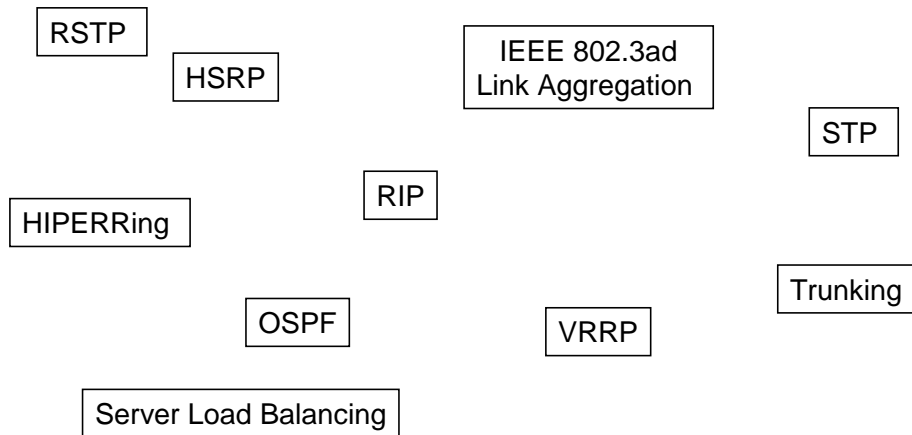 RSTP
HSRP
IEEE 802.3ad
Link Aggregation
STP
RIP
HIPERRing
Trunking
OSPF
VRRP
Server Load Balancing